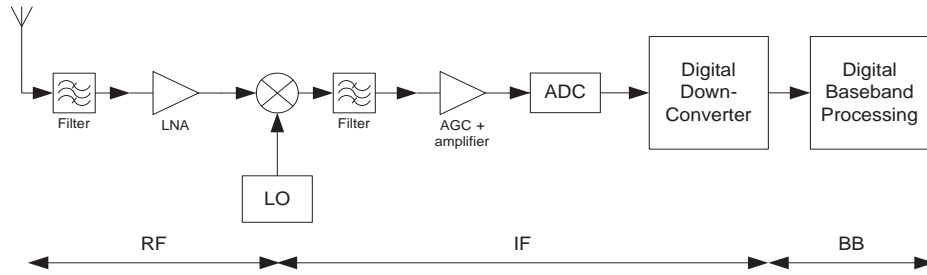 Filter
LNA
LO
Filter
AGC +
amplifier
ADC
Digital
Down-
Converter
Digital
Baseband
Processing
RF
IF
BB